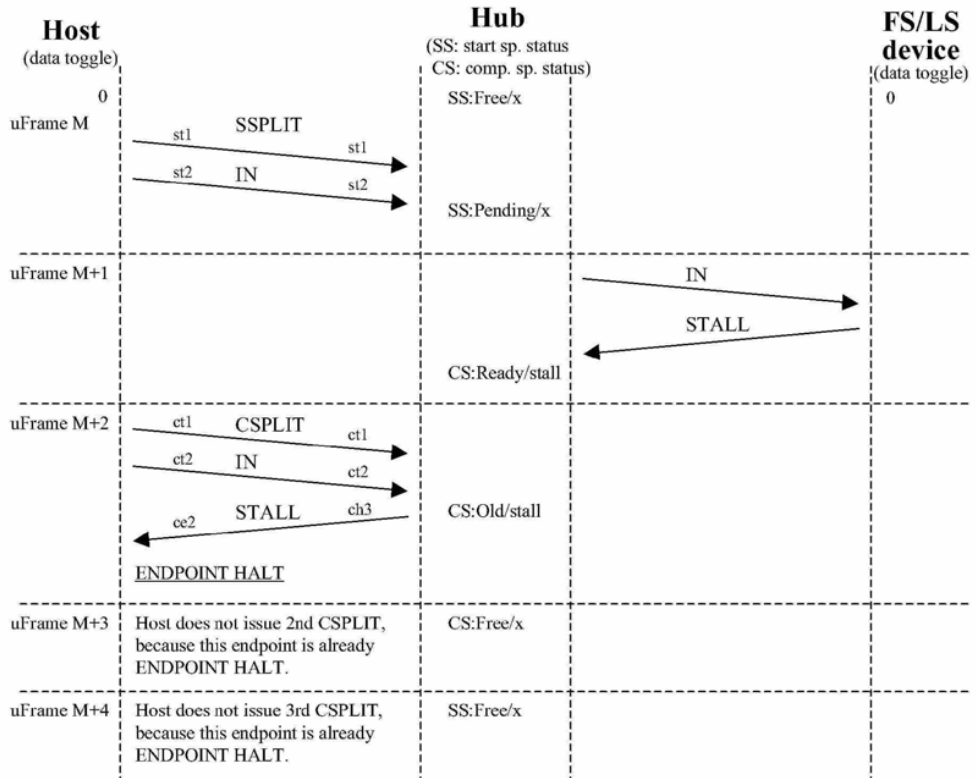 Host
(data toggle)
0
Hub
(SS: start sp. status
CS: comp. sp. status)
SS:Free/x
FS/LS
device
(data toggle)
0
uFrame M
st1 SSPLIT st1
st2 IN st2
SS:Pending/x
uFrame M+1
IN
STALL
CS:Ready/stall
uFrame M+2
ct1 CSPLIT ct1
ct2 IN ct2
ce2 STALL ch3
CS:Old/stall
ENDPOINT HALT
uFrame M+3
Host does not issue 2nd CSPLIT,
because this endpoint is already
ENDPOINT HALT.
CS:Free/x
uFrame M+4
Host does not issue 3rd CSPLIT,
because this endpoint is already
ENDPOINT HALT.
SS:Free/x